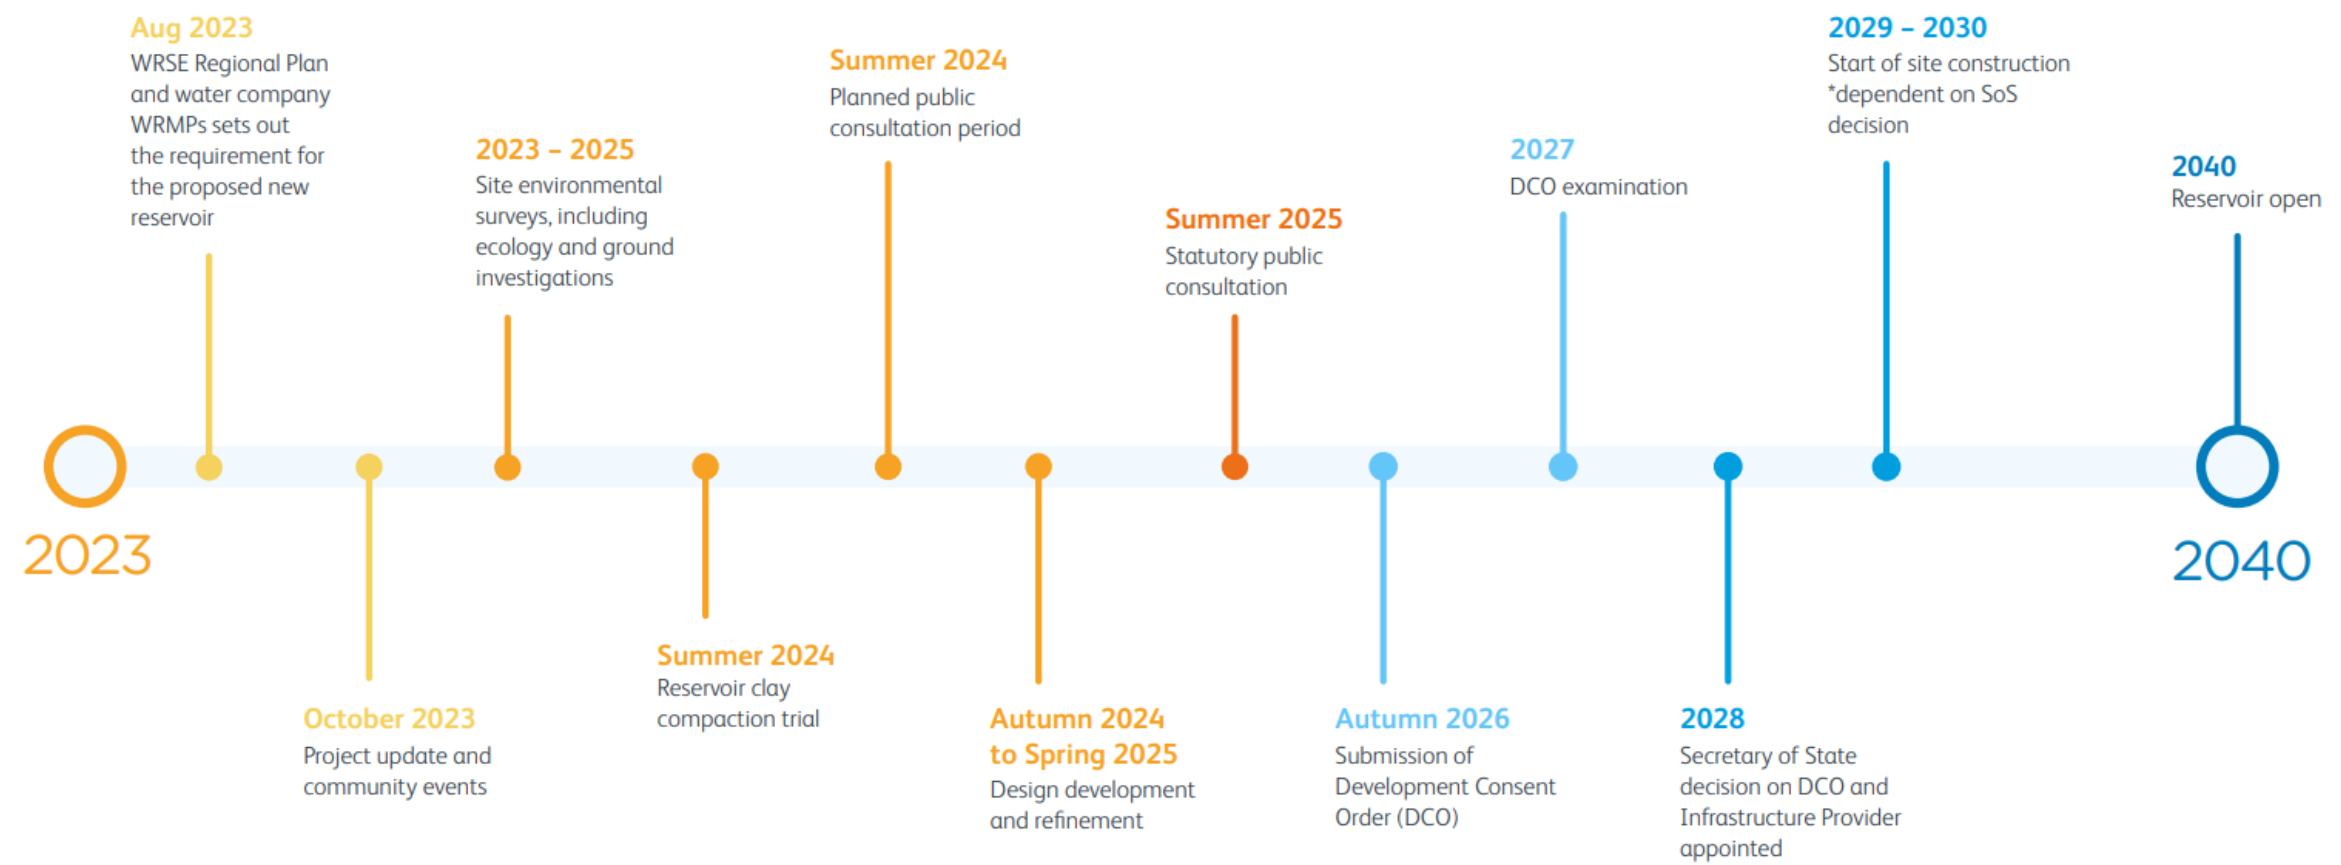 Aug 2023
WRSE Regional Plan
and water company
WRMPs sets out
the requirement for
the proposed new
reservoir
October 2023
Project update and
community events
2023 – 2025
Site environmental
surveys, including
ecology and ground
investigations
Summer 2024
Reservoir clay
compaction trial
Summer 2024
Planned public
consultation period
Autumn 2024
to Spring 2025
Design development
and refinement
Summer 2025
Statutory public
consultation
Autumn 2026
Submission of
Development Consent
Order (DCO)
2027
DCO examination
2028
Secretary of State
decision on DCO and
Infrastructure Provider
appointed
2029 – 2030
Start of site construction
*dependent on SoS
decision
2040
Reservoir open
2023
2040